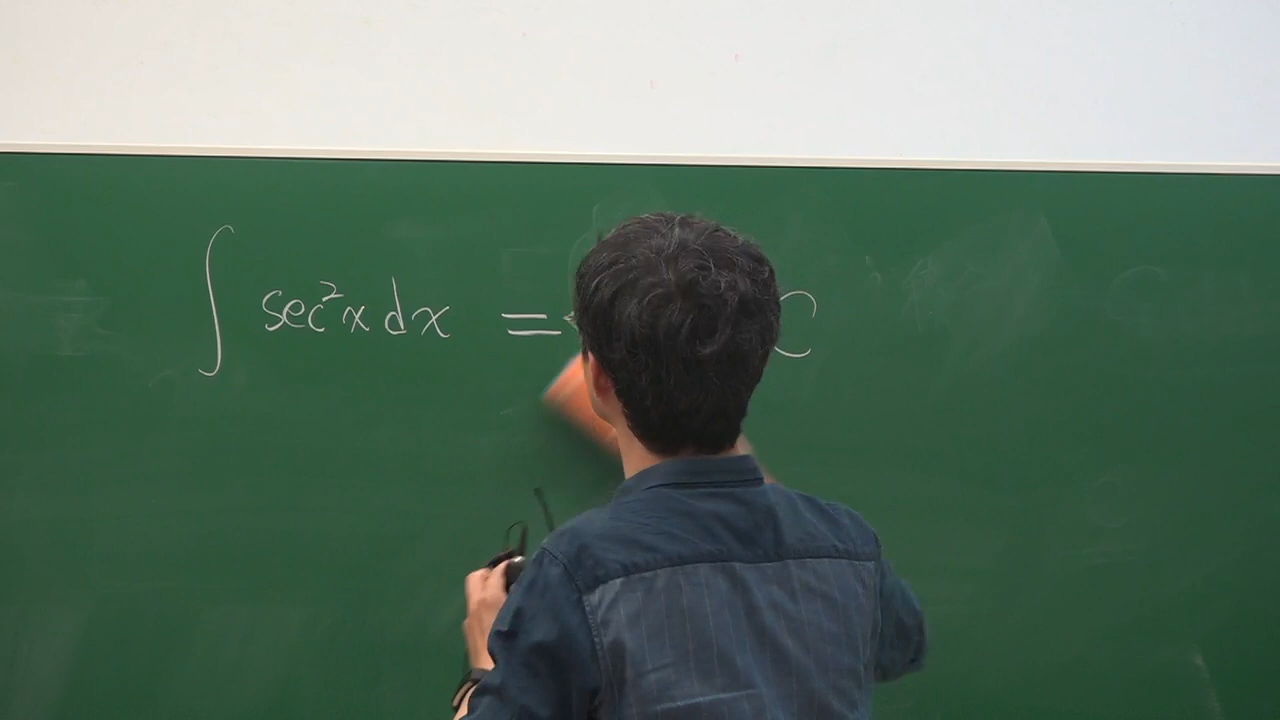 ∫ sec²x dx = C